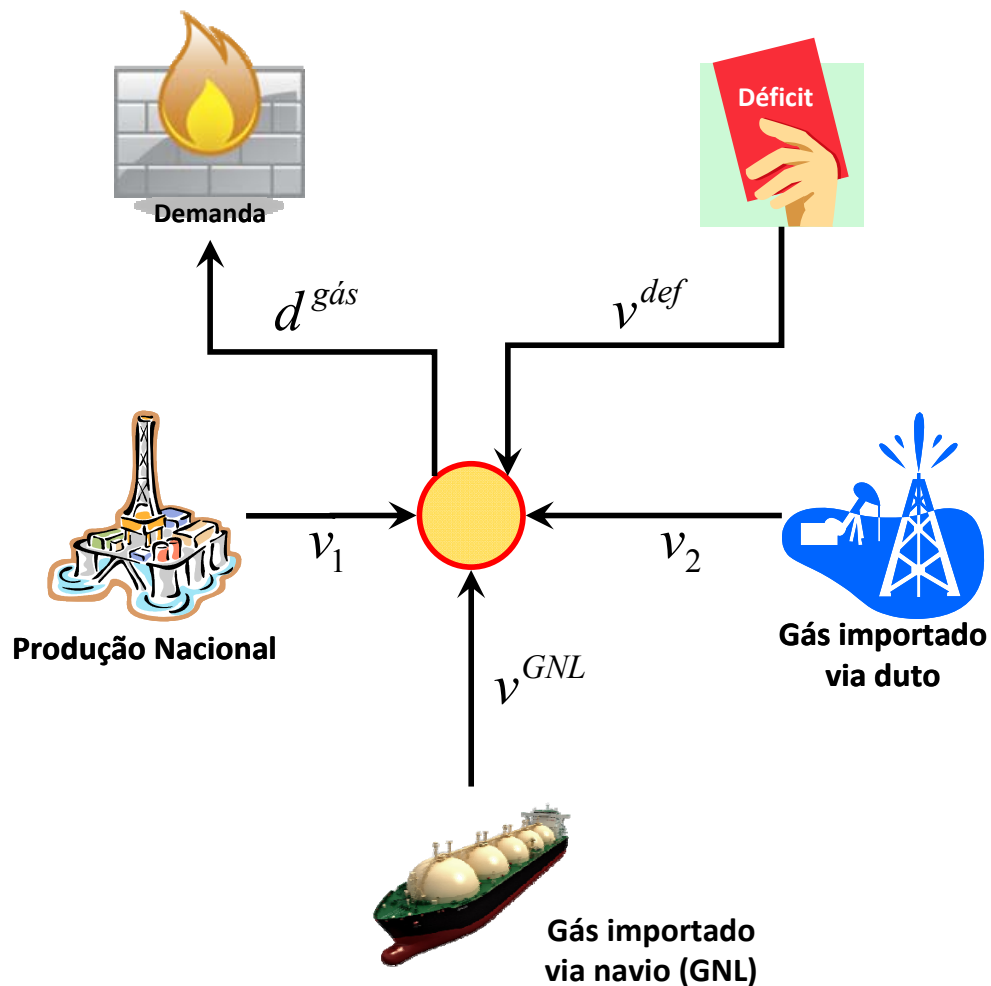 Déficit
Demanda
d^{gás}
v^{def}
v_1
v_2
Produção Nacional
Gás importado
via duto
v^{GNL}
Gás importado
via navio (GNL)